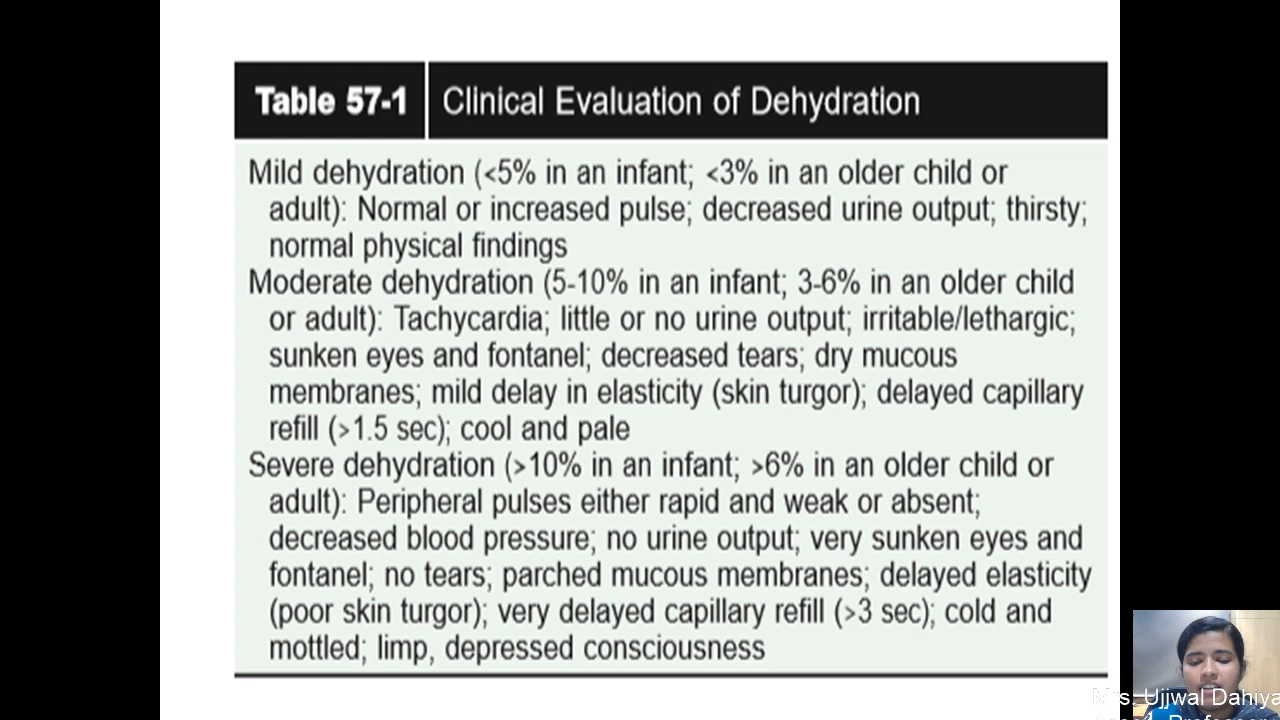 Table 57-1 Clinical Evaluation of Dehydration
Mild dehydration (<5% in an infant; <3% in an older child or
adult): Normal or increased pulse; decreased urine output; thirsty;
normal physical findings
Moderate dehydration (5-10% in an infant; 3-6% in an older child
or adult): Tachycardia; little or no urine output; irritable/lethargic;
sunken eyes and fontanel; decreased tears; dry mucous
membranes; mild delay in elasticity (skin turgor); delayed capillary
refill (>1.5 sec); cool and pale
Severe dehydration (>10% in an infant; >6% in an older child or
adult): Peripheral pulses either rapid and weak or absent;
decreased blood pressure; no urine output; very sunken eyes and
fontanel; no tears; parched mucous membranes; delayed elasticity
(poor skin turgor); very delayed capillary refill (>3 sec); cold and
mottled; limp, depressed consciousness
Mrs. Ujjwal Dahiya